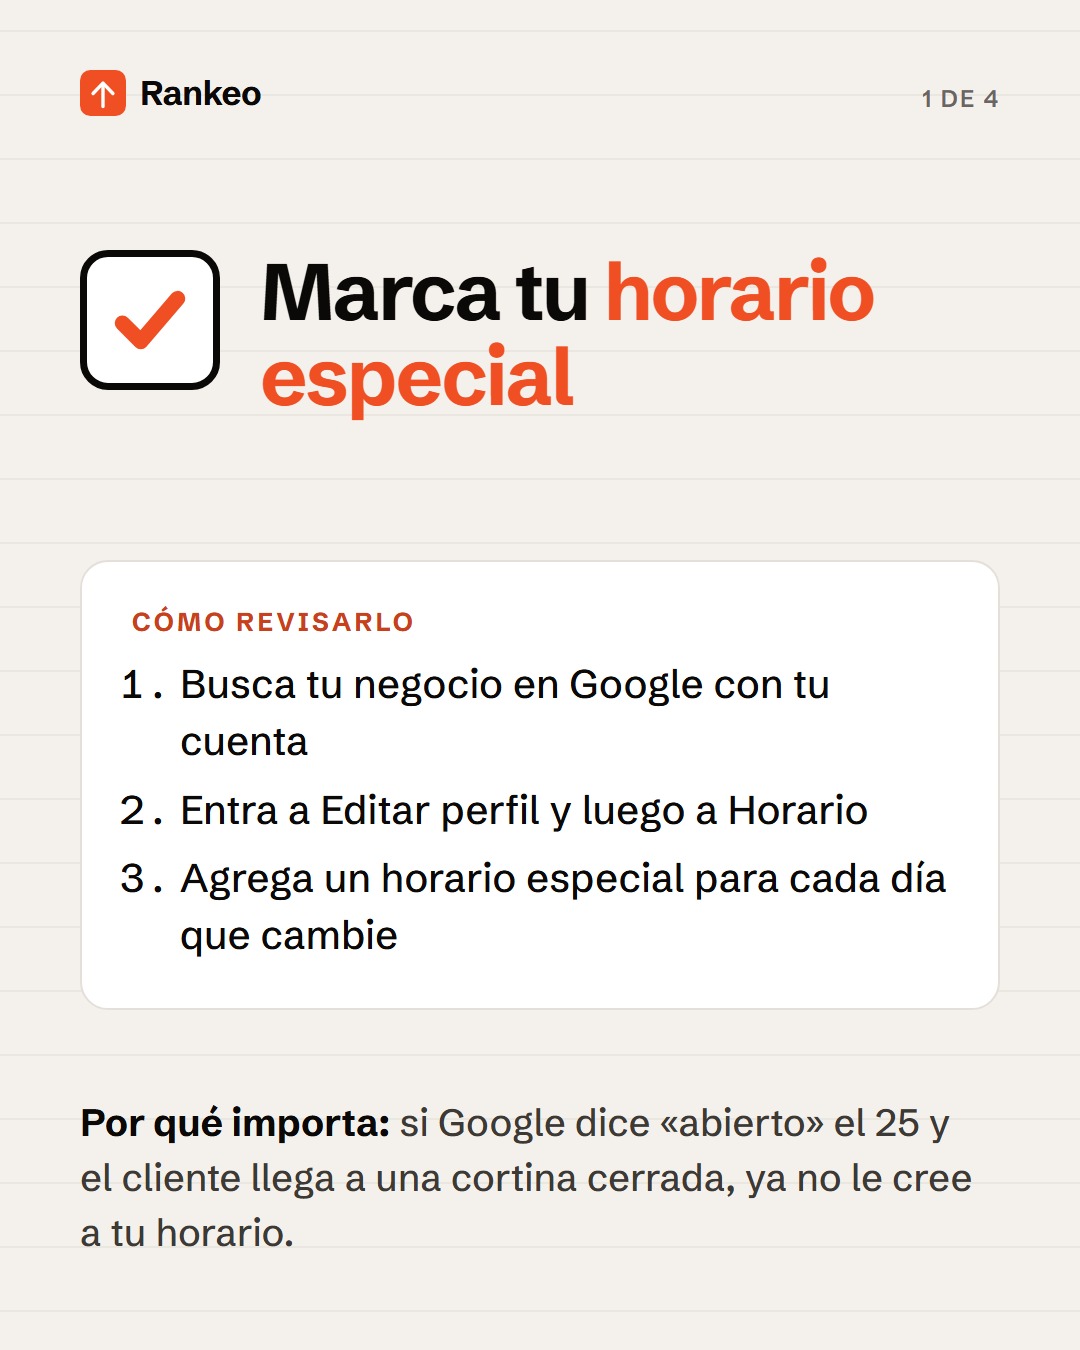 Rankeo
1 DE 4
Marca tu horario
especial
CÓMO REVISARLO
1. Busca tu negocio en Google con tu
cuenta
2. Entra a Editar perfil y luego a Horario
3. Agrega un horario especial para cada día
que cambie
Por qué importa: si Google dice «abierto» el 25 y
el cliente llega a una cortina cerrada, ya no le cree
a tu horario.